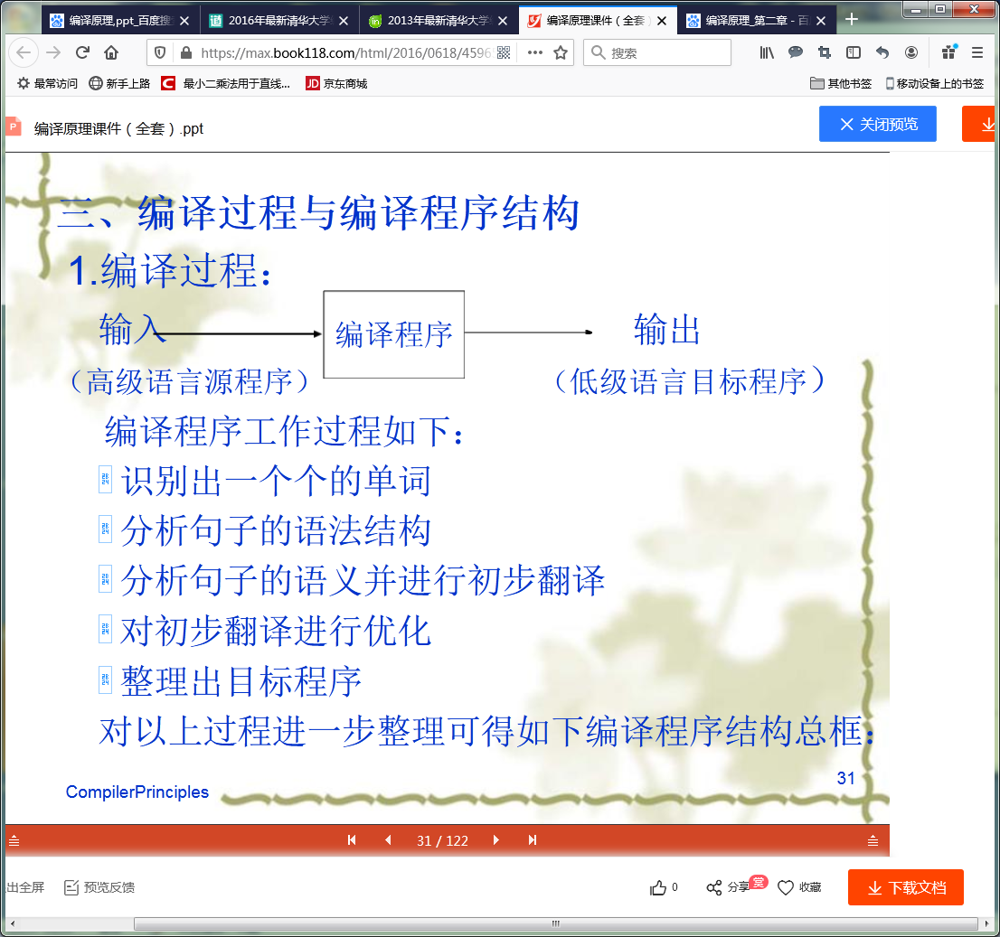 编译原理.ppt_百度搜
2016年最新清华大学
2013年最新清华大学
编译原理课件（全套
编译原理_第二章 - 百
https://max.book118.com/html/2016/0618/4596
搜索
最常访问
新手上路
最小二乘法用于直线...
JD 京东商城
其他书签
移动设备上的书签
编译原理课件（全套）.ppt
关闭预览
三、编译过程与编译程序结构
1.编译过程：
输入
编译程序
输出
（高级语言源程序）
（低级语言目标程序）
编译程序工作过程如下：
识别出一个个的单词
分析句子的语法结构
分析句子的语义并进行初步翻译
对初步翻译进行优化
整理出目标程序
对以上过程进一步整理可得如下编译程序结构总框：
31
CompilerPrinciples
31 / 122
出全屏
预览反馈
0
分享
赏
收藏
下载文档